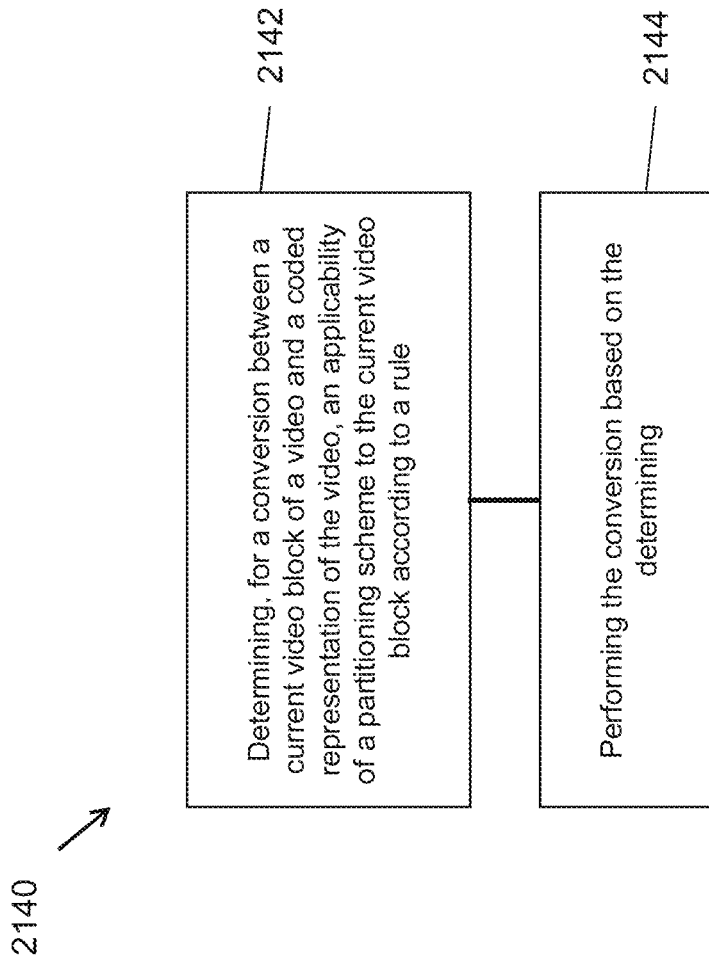 2140
Determining, for a conversion between a
current video block of a video and a coded
representation of the video, an applicability
of a partitioning scheme to the current video
block according to a rule
2142
Performing the conversion based on the
determining
2144